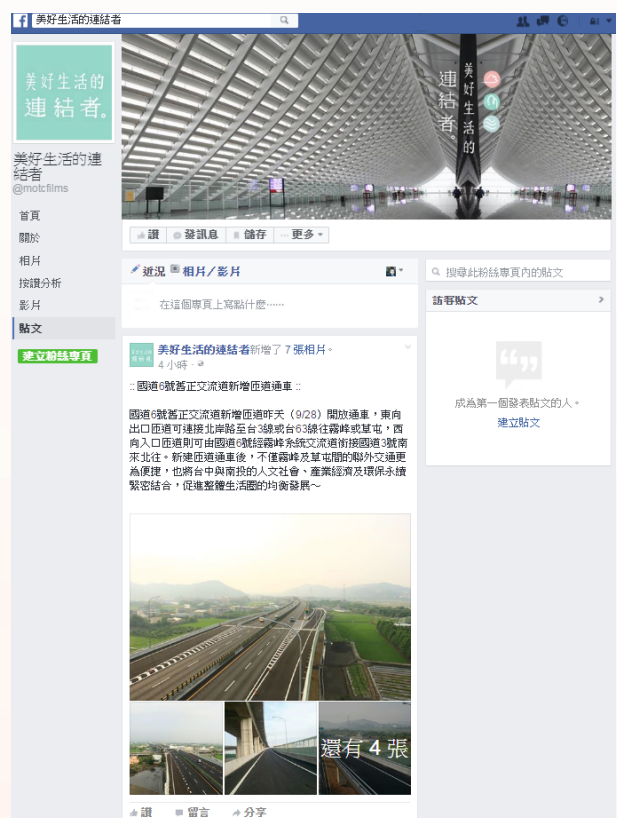 美好生活的連結者
美好生活的
連結者。
美好生活的
連結者。
美好生活的連
結者
@motcfilms
首頁
關於
相片
按讚分析
影片
貼文
建立粉絲專頁
讚 發訊息 儲存 ... 更多
近況 相片/影片
在這個專頁上寫點什麼……
美好生活的連結者新增了 7 張相片。
4 小時 ·
:: 國道6號舊正交流道新增匝道通車 ::
國道6號舊正交流道新增匝道昨天（9/28）開放通車，東向
出口匝道可連接北岸路至台3線或台63線往霧峰或草屯，西
向入口匝道則可由國道6號經霧峰系統交流道銜接國道3號南
來北往。新建匝道通車後，不僅霧峰及草屯間的聯外交通更
為便捷，也將台中與南投的人文社會、產業經濟及環保永續
緊密結合，促進整體生活圈的均衡發展～
還有 4 張
讚 留言 分享
搜尋此粉絲專頁內的貼文
訪客貼文
成為第一個發表貼文的人。
建立貼文